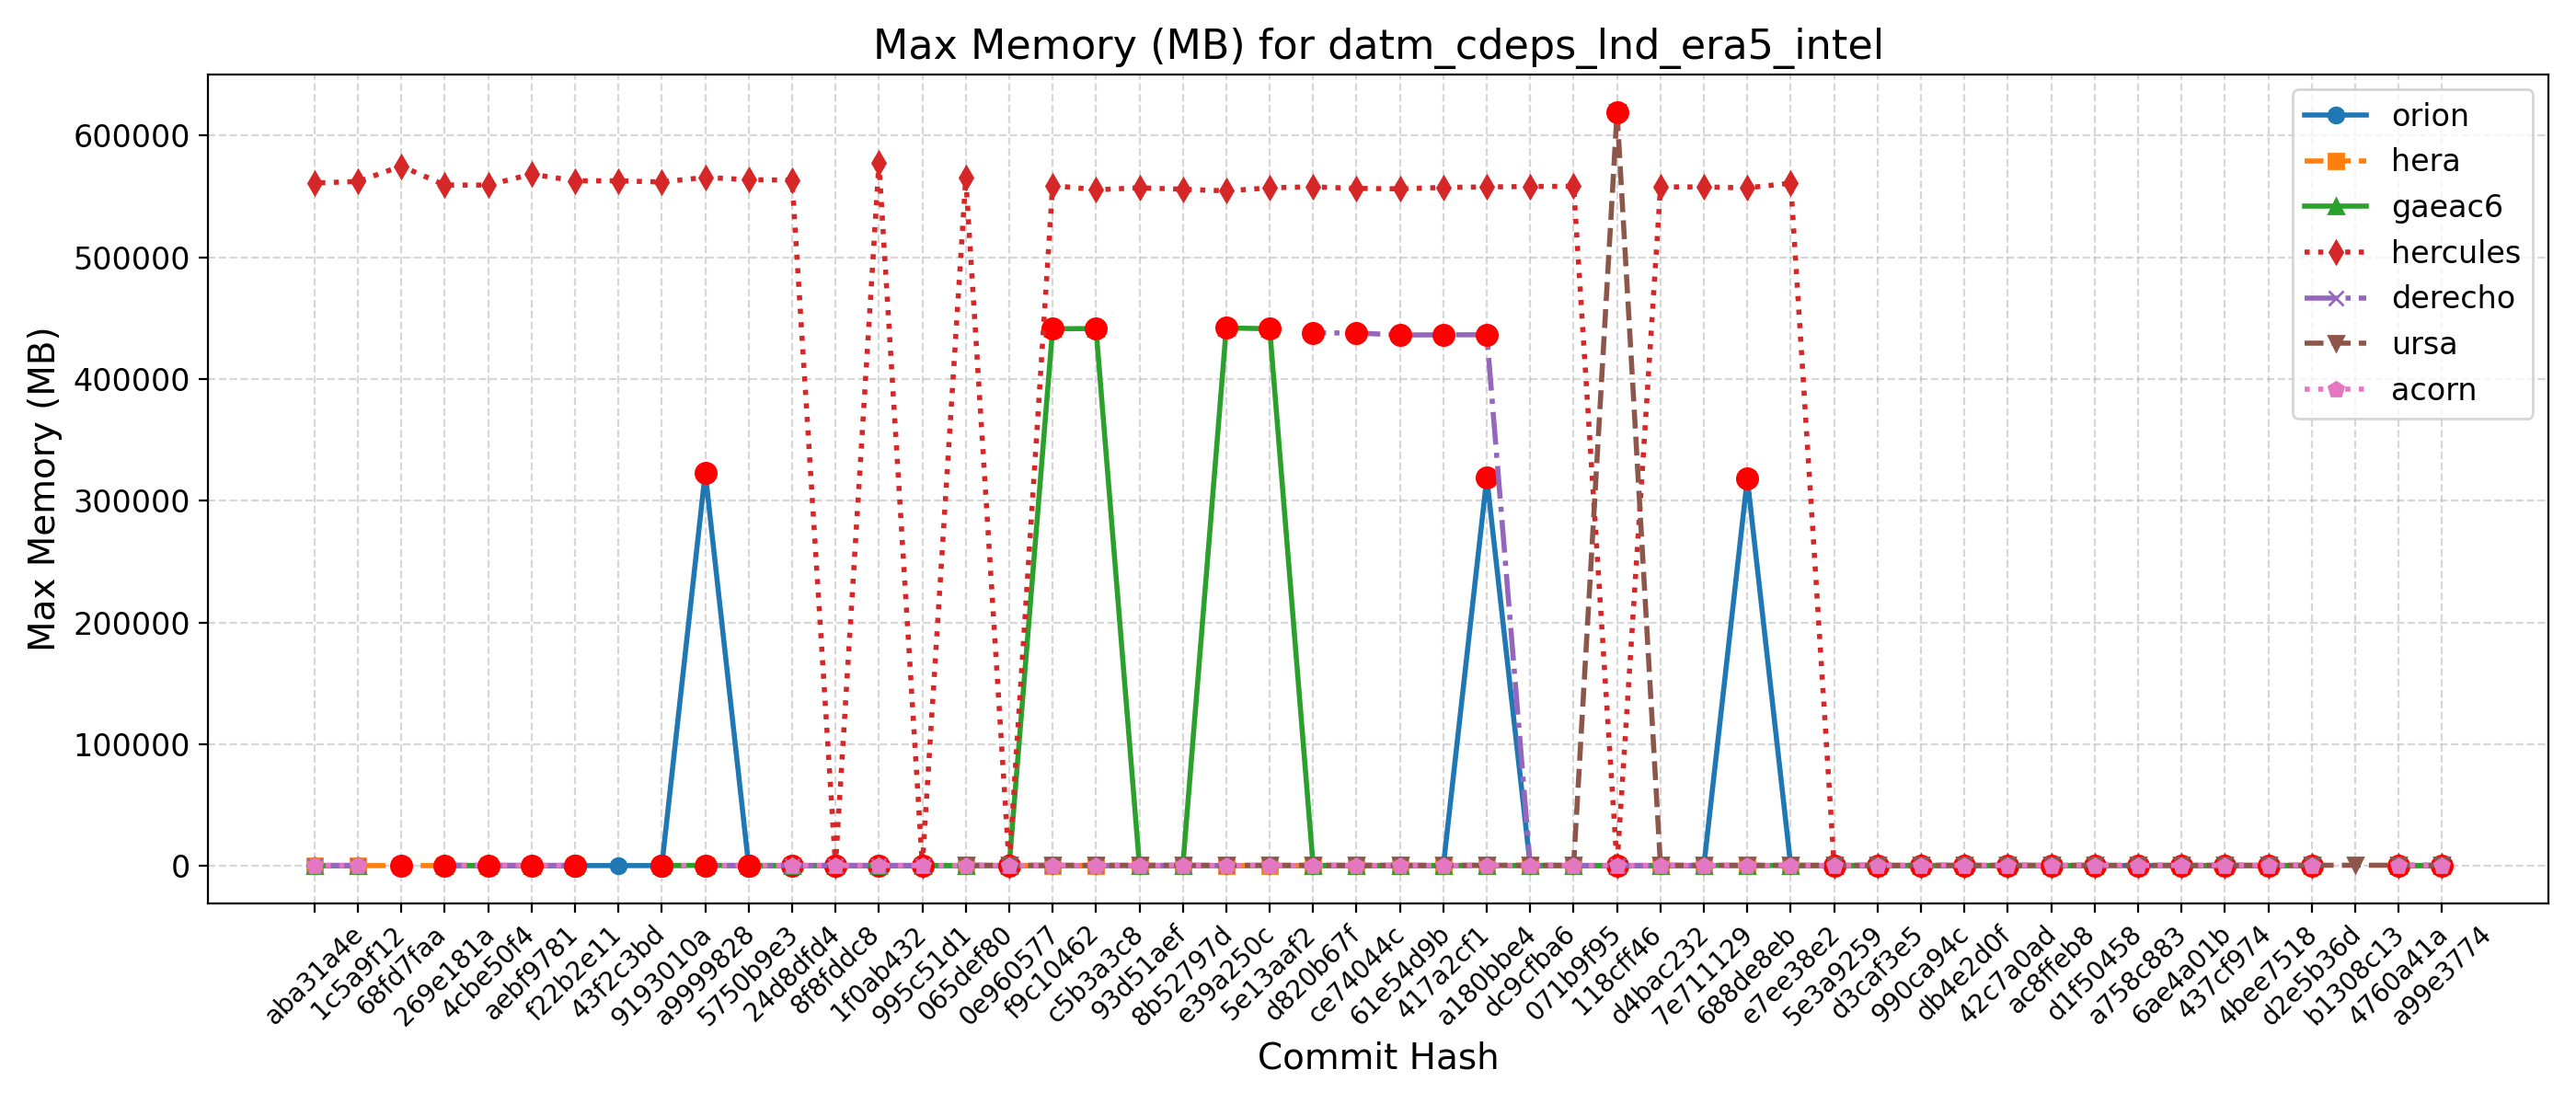 Max Memory (MB) for datm_cdeps_lnd_era5_intel
Max Memory (MB)
600000
500000
400000
300000
200000
100000
0
orion
hera
gaeac6
hercules
derecho
ursa
acorn
aba31a4e
1c5a9f12
68fd7faa
269e181a
4cbe50f4
aebf9781
f22b2e11
43f2c3bd
9193010a
a9999828
5750b9e3
24d8dfd4
8f8fddc8
1f0ab432
995c51d1
065def80
0e960577
f9c10462
c5b3a3c8
93d51aef
8b52797d
e39a250c
5e13aaf2
d820b67f
ce74044c
61e54d9b
417a2cf1
a180bbe4
dc9cfba6
071b9f95
118cff46
d4bac232
7e711129
688de8eb
e7ee38e2
5e3a9259
d3caf3e5
990ca94c
db4e2d0f
42c7a0ad
ac8ffeb8
d1f50458
a758c883
6ae4a01b
437cf974
4bee7518
d2e5b36d
b1308c13
4760a41a
a99e3774
Commit Hash